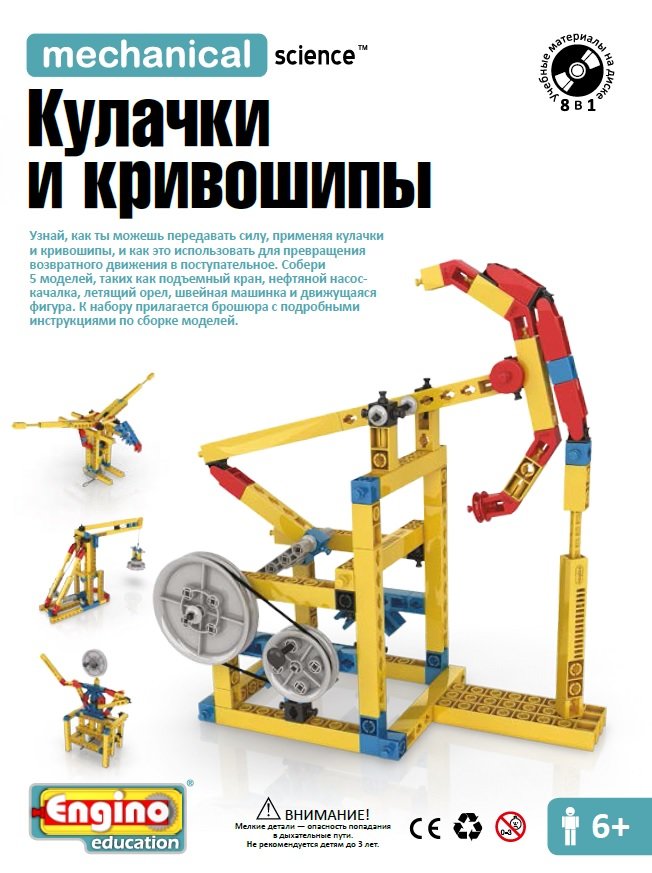 mechanical science™
Учебные материалы на диске
8 в 1
Кулачки
и кривошипы
Узнай, как ты можешь передавать силу, применяя кулачки
и кривошипы, и как это использовать для превращения
возвратного движения в поступательное. Собери
5 моделей, таких как подъемный кран, нефтяной насос-
качалка, летящий орел, швейная машинка и движущаяся
фигура. К набору прилагается брошюра с подробными
инструкциями по сборке моделей.
Engino®
education
ВНИМАНИЕ!
Мелкие детали — опасность попадания
в дыхательные пути.
Не рекомендуется детям до 3 лет.
CE
0-3
6+